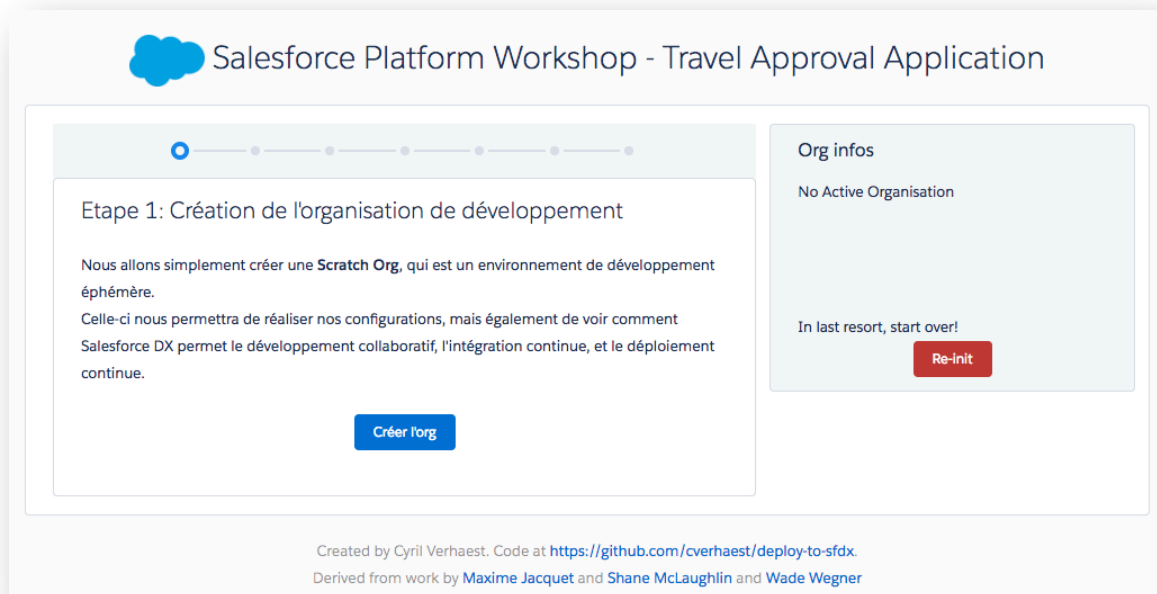 Salesforce Platform Workshop - Travel Approval Application
Etape 1: Création de l'organisation de développement
Nous allons simplement créer une Scratch Org, qui est un environnement de développement
éphémère.
Celle-ci nous permettra de réaliser nos configurations, mais également de voir comment
Salesforce DX permet le développement collaboratif, l'intégration continue, et le déploiement
continue.
Créer l'org
Org infos
No Active Organisation
In last resort, start over!
Re-init
Created by Cyril Verhaest. Code at https://github.com/cverhaest/deploy-to-sfdx.
Derived from work by Maxime Jacquet and Shane McLaughlin and Wade Wegner